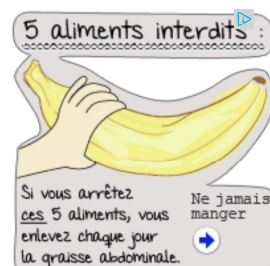 5 aliments interdits :
Si vous arrêtez
ces 5 aliments, vous
enlevez chaque jour
la graisse abdominale.
Ne jamais
manger